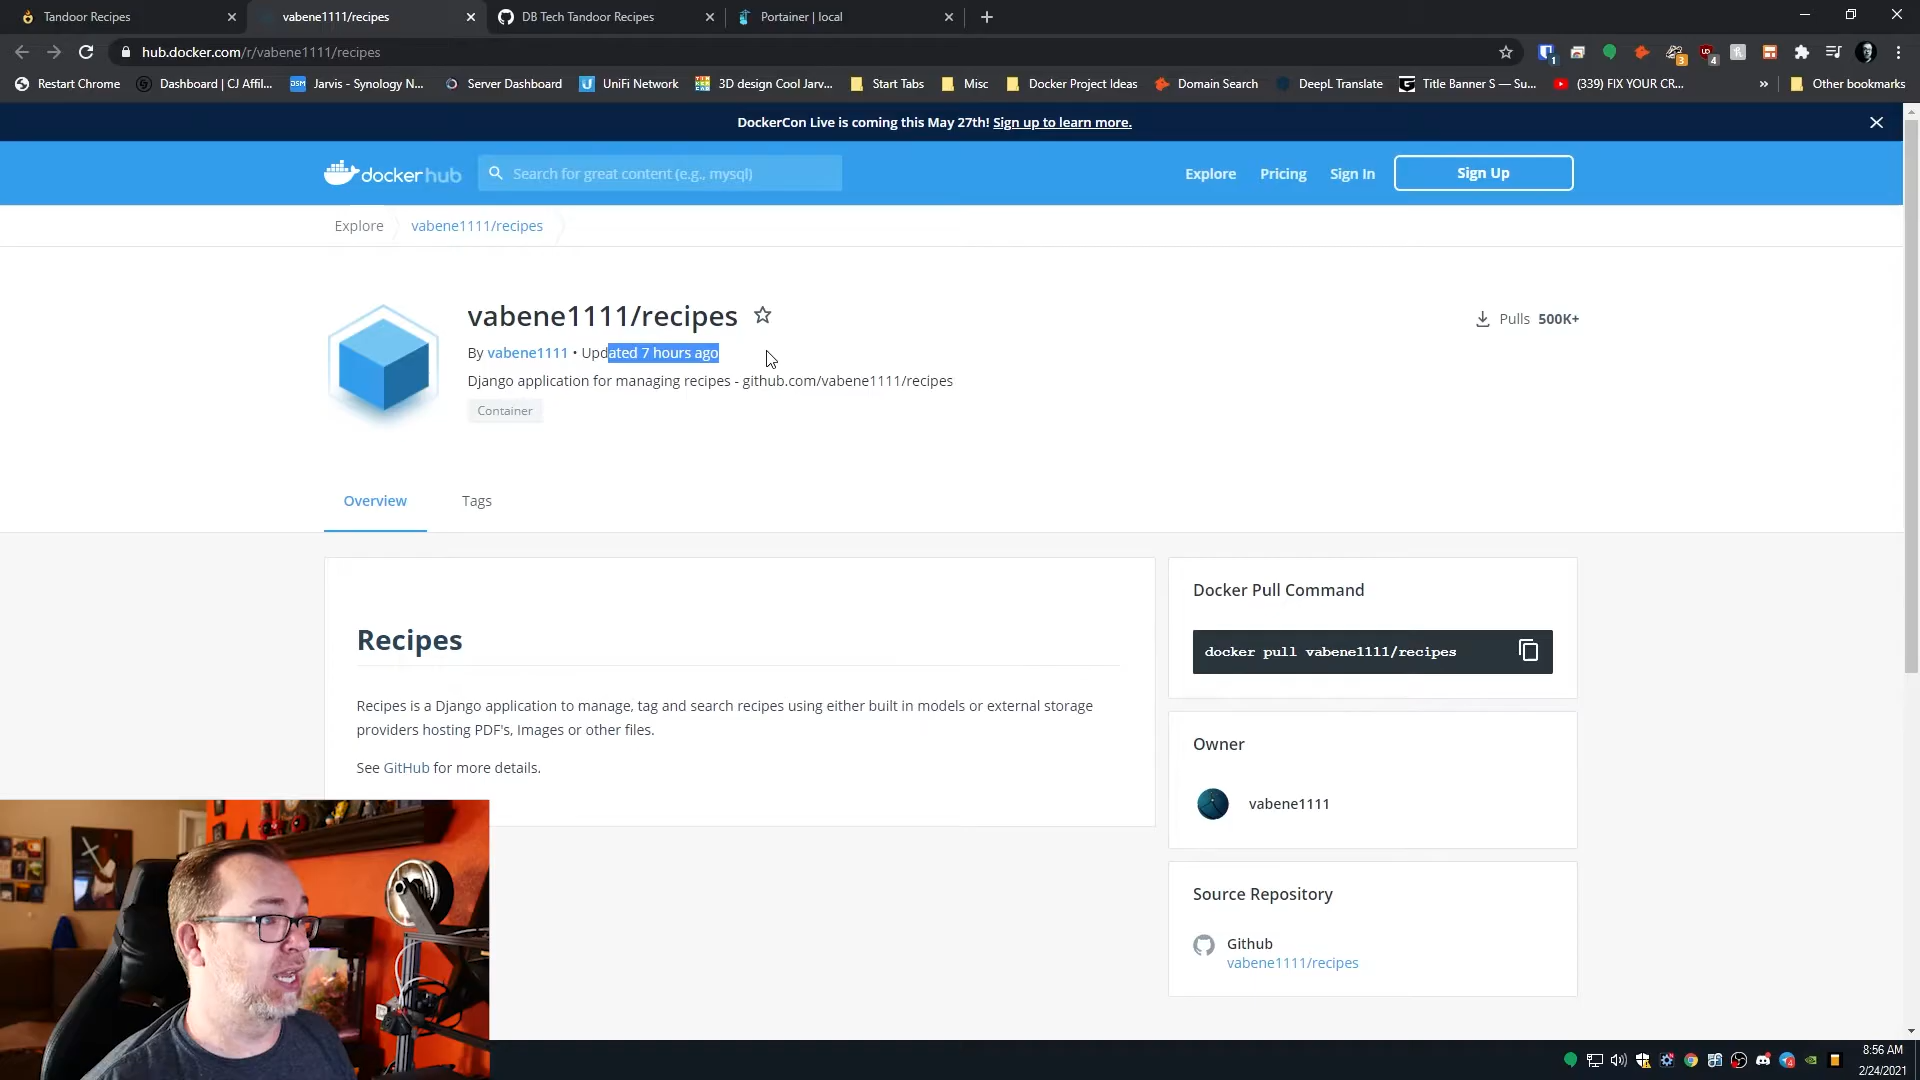 Tandoor Recipes
vabene1111/recipes
DB Tech Tandoor Recipes
Portainer | local
hub.docker.com/r/vabene1111/recipes
1
3
4
Restart Chrome
Dashboard | CJ Affil...
Jarvis - Synology N...
Server Dashboard
UniFi Network
3D design Cool Jarv...
Start Tabs
Misc
Docker Project Ideas
Domain Search
DeepL Translate
Title Banner S — Su...
(339) FIX YOUR CR...
»
Other bookmarks
DockerCon Live is coming this May 27th! Sign up to learn more.
docker hub
Search for great content (e.g., mysql)
Explore
Pricing
Sign In
Sign Up
Explore
vabene1111/recipes
vabene1111/recipes
Pulls 500K+
By vabene1111 • Updated 7 hours ago
Django application for managing recipes - github.com/vabene1111/recipes
Container
Overview
Tags
Recipes
Recipes is a Django application to manage, tag and search recipes using either built in models or external storage
providers hosting PDF's, Images or other files.
See GitHub for more details.
Docker Pull Command
docker pull vabene1111/recipes
Owner
vabene1111
Source Repository
Github
vabene1111/recipes
8:56 AM
2/24/2021